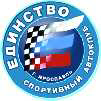 ЕДИНСТВО
Г. ЯРОСЛАВЛЬ
СПОРТИВНЫЙ АВТОКЛУБ